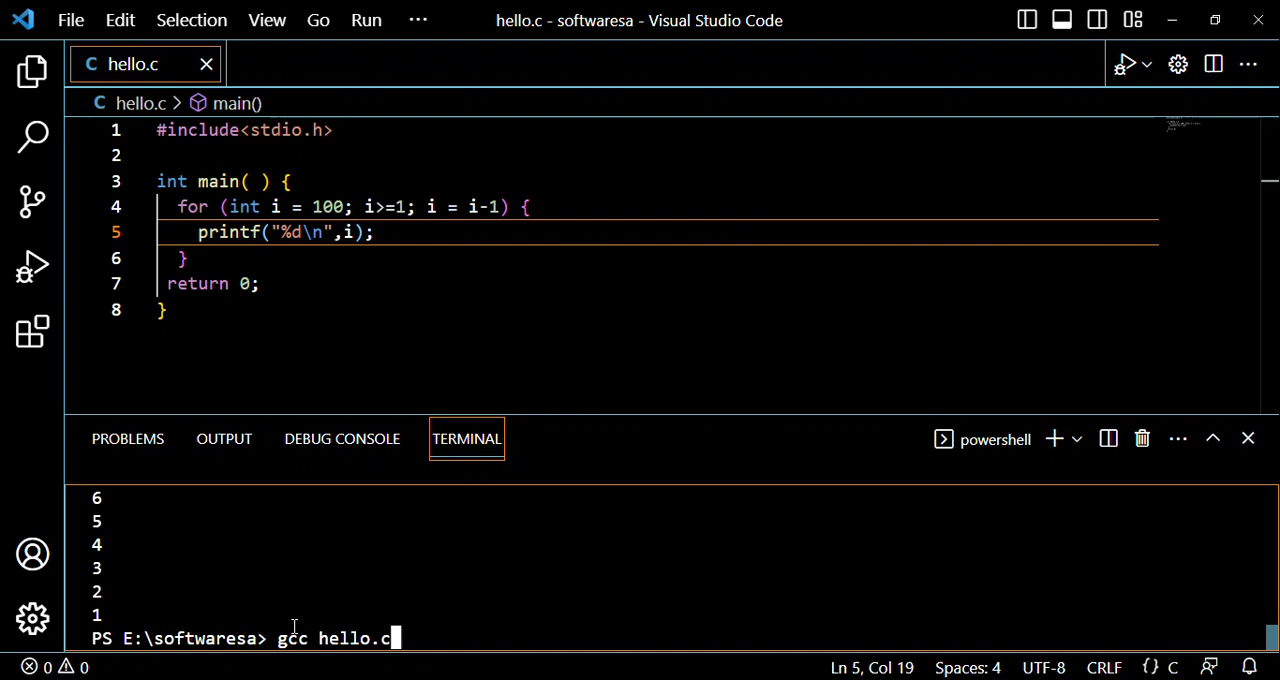 File Edit Selection View Go Run ··· hello.c - softwaresa - Visual Studio Code
C hello.c
C hello.c > main()
1 #include<stdio.h>
2
3 int main( ) {
4 for (int i = 100; i>=1; i = i-1) {
5 printf("%d\n",i);
6 }
7 return 0;
8 }
PROBLEMS OUTPUT DEBUG CONSOLE TERMINAL powershell
6
5
4
3
2
1
PS E:\softwaresa> gcc hello.c
0 0 Ln 5, Col 19 Spaces: 4 UTF-8 CRLF {} C